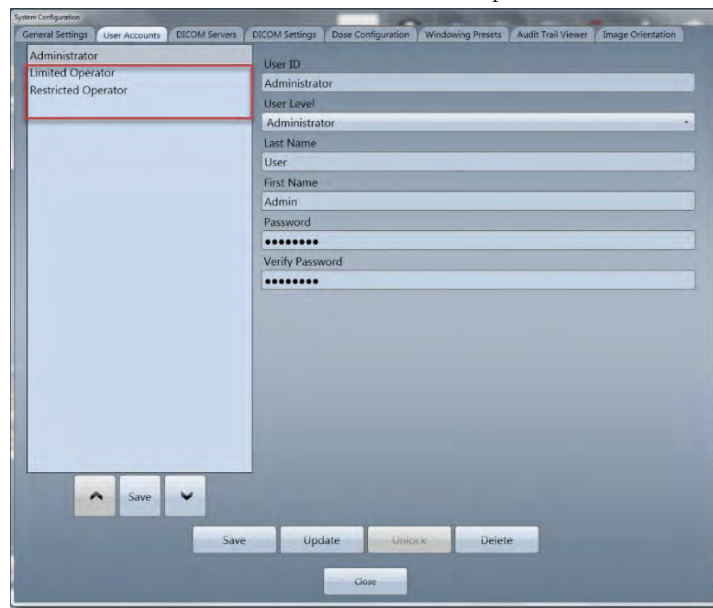 System Configuration
General Settings User Accounts DICOM Servers DICOM Settings Dose Configuration Windowing Presets Audit Trail Viewer Image Orientation
Administrator
Limited Operator
Restricted Operator
User ID
Administrator
User Level
Administrator
Last Name
User
First Name
Admin
Password
●●●●●●●●
Verify Password
●●●●●●●●
Save
Save Update Unlock Delete
Close